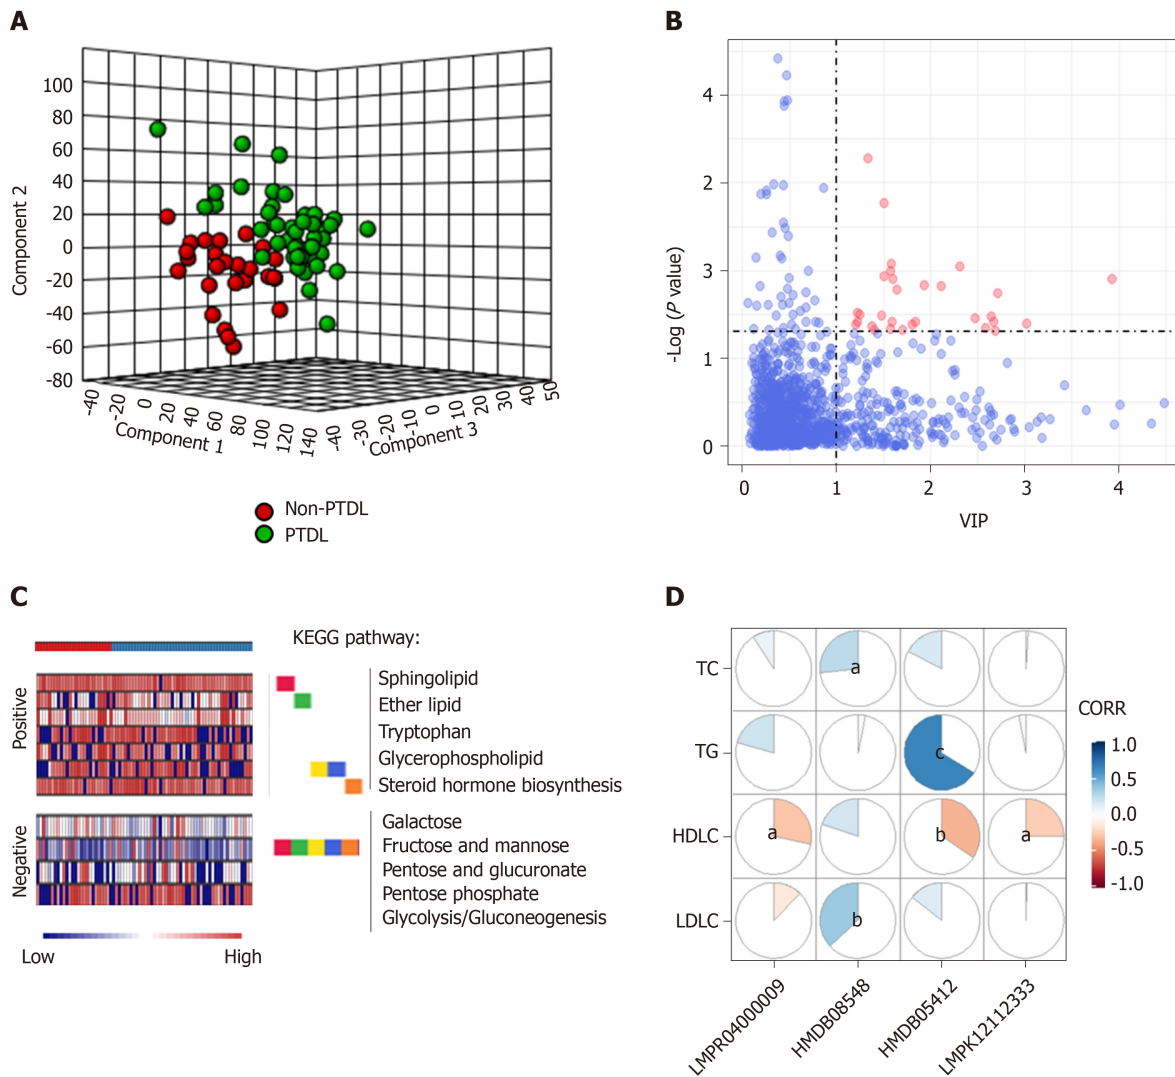 A
Component 2
100
80
60
40
20
0
-20
-40
-60
-80
-40
-20
0
20
40
60
80
100
120
140
Component 1
-40
-30
-20
-10
0
10
20
30
40
50
Component 3
Non-PTDL
PTDL
B
-Log (P value)
4
2
3
1
0
0
1
2
3
4
VIP
C
KEGG pathway:
Positive
Sphingolipid
Ether lipid
Tryptophan
Glycerophospholipid
Steroid hormone biosynthesis
Negative
Galactose
Fructose and mannose
Pentose and glucuronate
Pentose phosphate
Glycolysis/Gluconeogenesis
Low
High
D
TC
a
TG
c
HDLC
a
b
a
LDLC
b
LMPR04000009
HMDB08548
HMDB05412
LMPK12112333
CORR
1.0
0.5
0.0
-0.5
-1.0